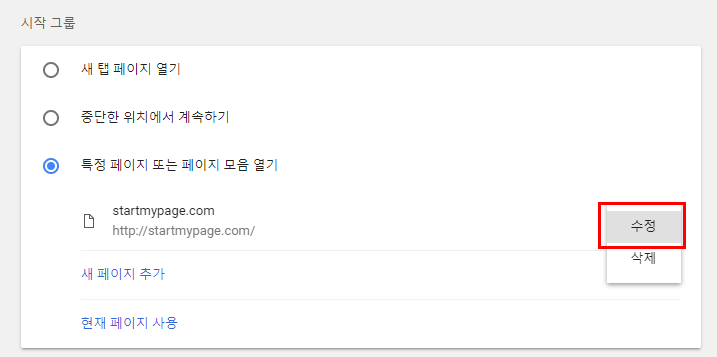 시작 그룹
새 탭 페이지 열기
중단한 위치에서 계속하기
특정 페이지 또는 페이지 모음 열기
startmypage.com
http://startmypage.com/
수정
삭제
새 페이지 추가
현재 페이지 사용